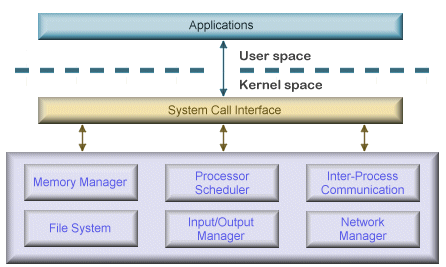 Applications
User space
Kernel space
System Call Interface
Memory Manager
Processor
Scheduler
Inter-Process
Communication
File System
Input/Output
Manager
Network
Manager